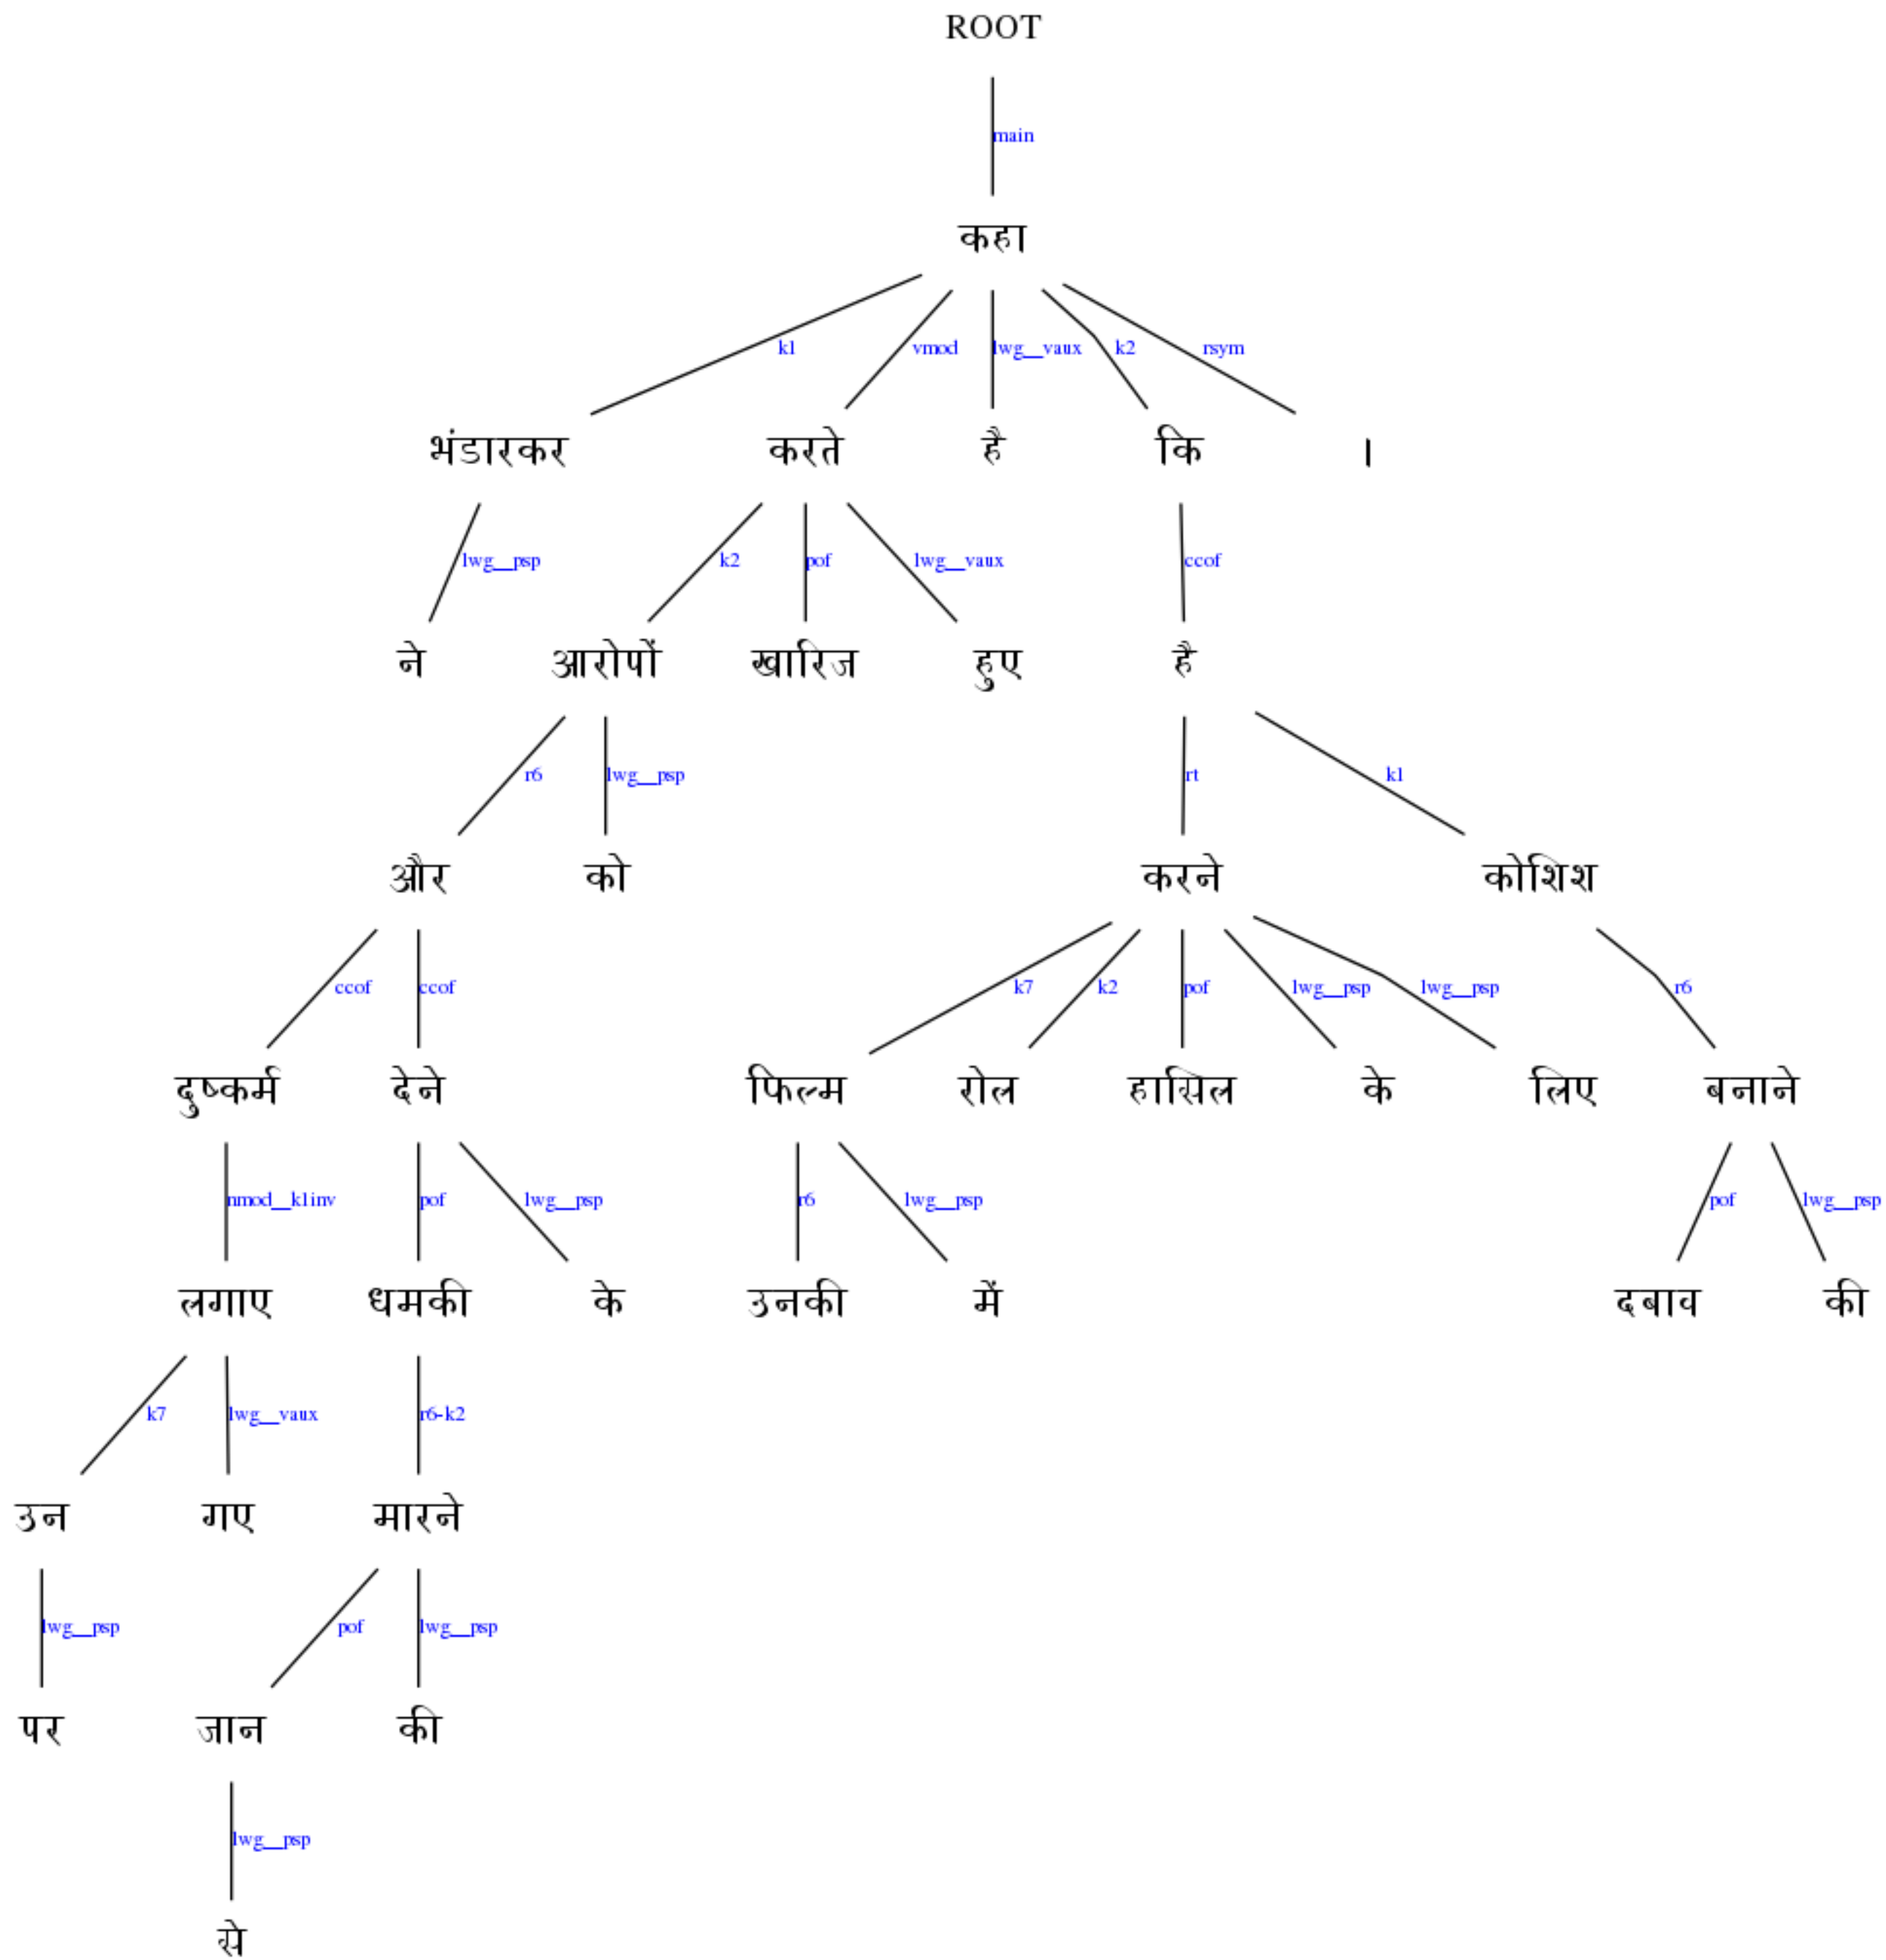 ROOT
main
कहा
k1 vmod lwg__vaux k2 rsym
भंडारकर करते है कि ।
lwg__psp k2 pof lwg__vaux ccof
ने आरोपों खारिज हुए है
r6 lwg__psp rt k1
और को करने कोशिश
ccof ccof k7 k2 pof lwg__psp lwg__psp r6
दुष्कर्म देने फिल्म रोल हासिल के लिए बनाने
nmod__k1inv pof lwg__psp r6 lwg__psp pof lwg__psp
लगाए धमकी के उनकी में दबाव की
k7 lwg__vaux r6-k2
उन गए मारने
lwg__psp pof lwg__psp
पर जान की
lwg__psp
से